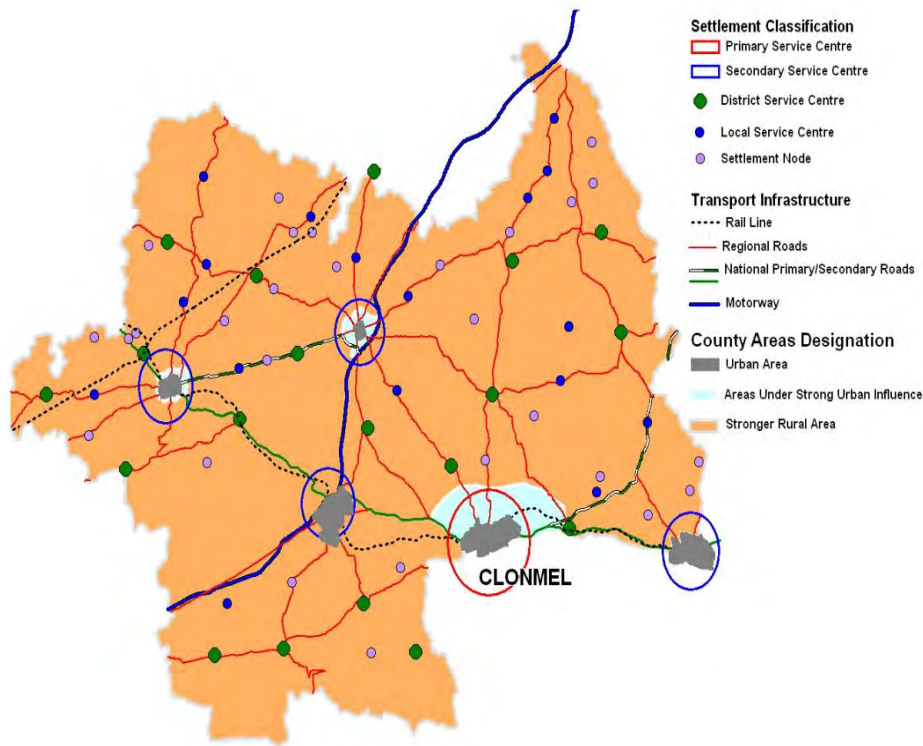 Settlement Classification
Primary Service Centre
Secondary Service Centre
District Service Centre
Local Service Centre
Settlement Node
Transport Infrastructure
Rail Line
Regional Roads
National Primary/Secondary Roads
Motorway
County Areas Designation
Urban Area
Areas Under Strong Urban Influence
Stronger Rural Area
CLONMEL